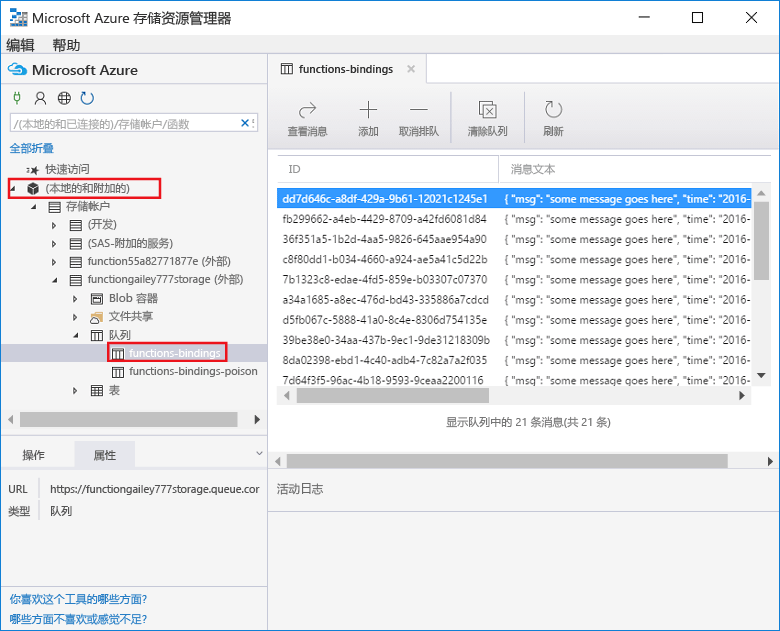 Microsoft Azure 存储资源管理器
编辑 帮助
Microsoft Azure
/(本地的和已连接的)/存储帐户/函数
全部折叠
快速访问
(本地的和附加的)
存储帐户
(开发)
(SAS-附加的服务)
function55a82771877e (外部)
functiongailey777storage (外部)
Blob 容器
文件共享
队列
functions-bindings
functions-bindings-poison
表
操作 属性
URL https://functiongailey777storage.queue.cor
类型 队列
你喜欢这个工具的哪些方面?
哪些方面不喜欢或感觉不足?
functions-bindings
查看消息 添加 取消排队 清除队列 刷新
ID 消息文本
dd7d646c-a8df-429a-9b61-12021c1245e1 { "msg": "some message goes here", "time": "2016-
fb299662-a4eb-4429-8709-a42fd6081d84 { "msg": "some message goes here", "time": "2016-
36f351a5-1b2d-4aa5-9826-645aae954a90 { "msg": "some message goes here", "time": "2016-
c8f80dd1-b034-4660-a924-ae5a41c5d22b { "msg": "some message goes here", "time": "2016-
7b1323c8-edae-4fd5-859e-b03307c07370 { "msg": "some message goes here", "time": "2016-
a34a1685-a8ec-476d-bd43-335886a7cdcd { "msg": "some message goes here", "time": "2016-
d5fb067c-5888-41a0-8c4e-8306d754135e { "msg": "some message goes here", "time": "2016-
39be38e0-34aa-437b-9ec1-9de31218309b { "msg": "some message goes here", "time": "2016-
8da02398-ebd1-4c40-adb4-7c82a7a2f035 { "msg": "some message goes here", "time": "2016-
7d64f3f5-96ac-4b18-9593-9ceaa2200116 { "msg": "some message goes here", "time": "2016-
显示队列中的 21 条消息(共 21 条)
活动日志